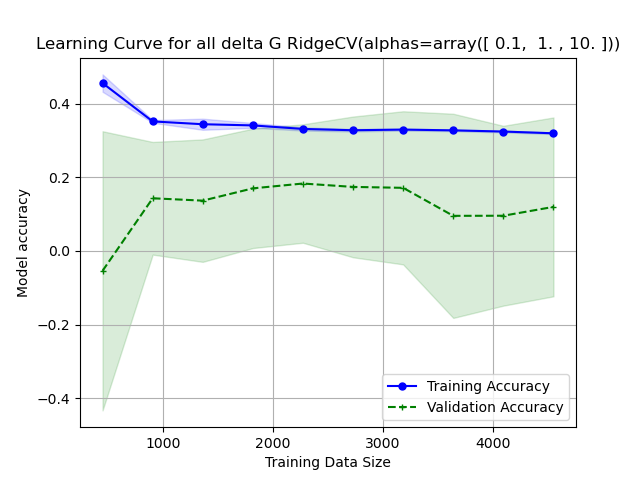 Learning Curve for all delta G RidgeCV(alphas=array([ 0.1,  1. , 10. ]))
0.4
0.2
0.0
−0.2
−0.4
Model accuracy
Training Accuracy
Validation Accuracy
1000 2000 3000 4000
Training Data Size